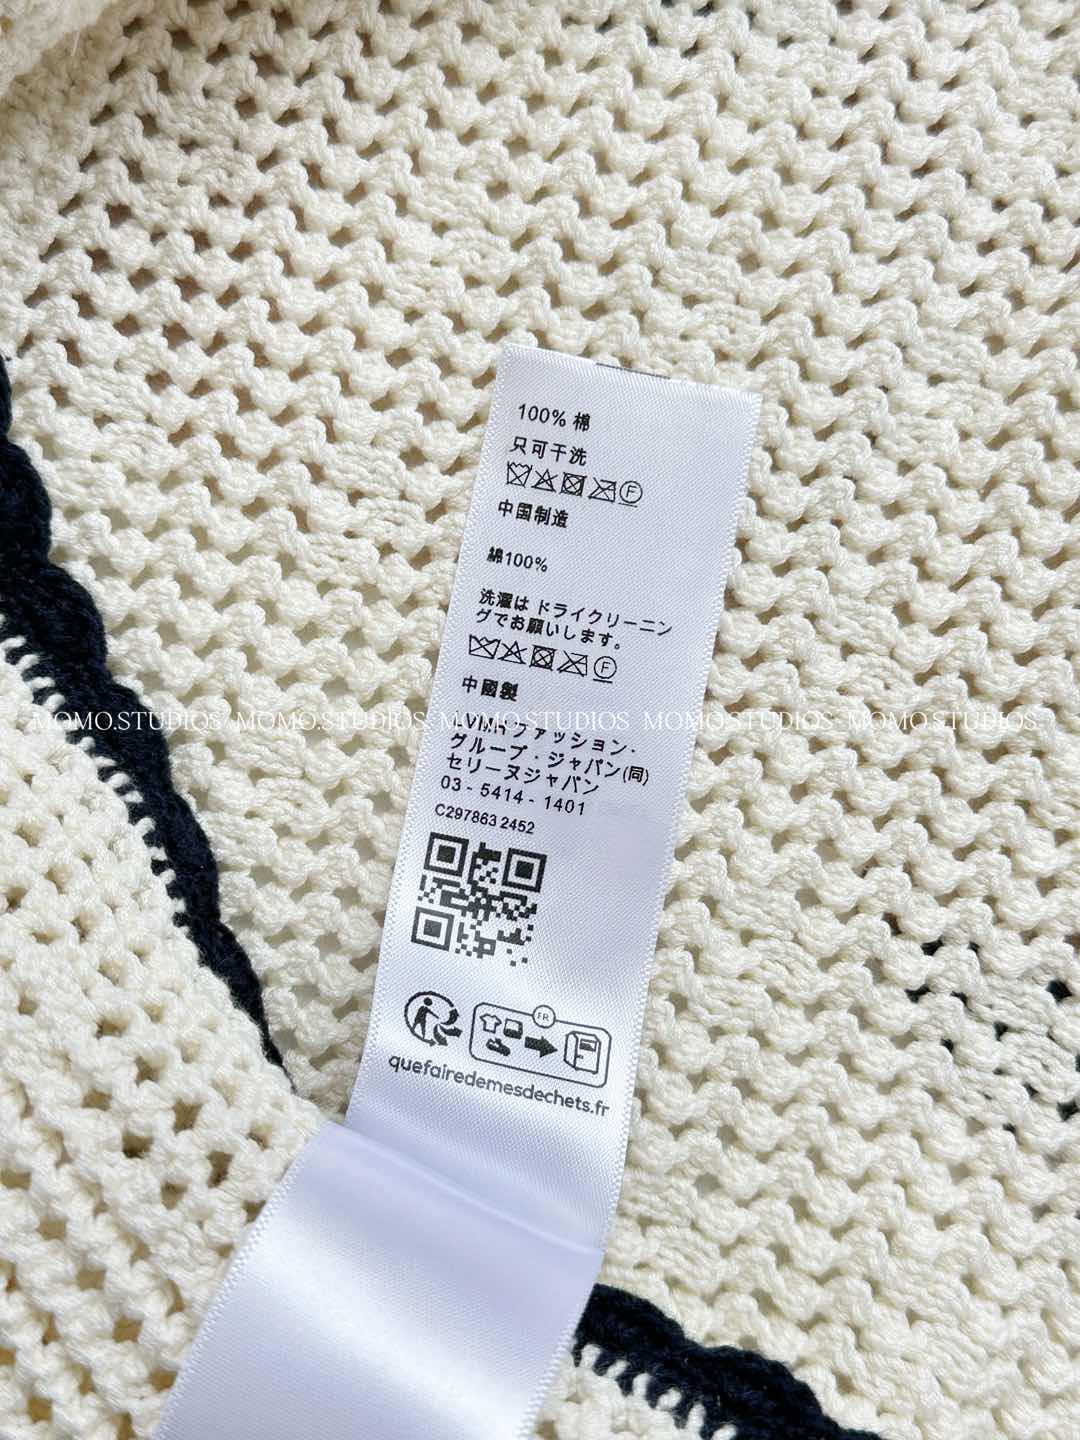 100% 棉
只可干洗
F
中国制造
綿100%
洗濯は ドライクリーニン
グでお願いします。
F
中國製
MOMO.STUDIOS MOMO.STUDIOS MOMO.STUDIOS MOMO.STUDIOS MOMO.STUDIOS
LVMHファッション・
グループ・ジャパン(同)
セリーヌジャパン
03 - 5414 - 1401
C297863 2452
FR
quefairedemesdechets.fr